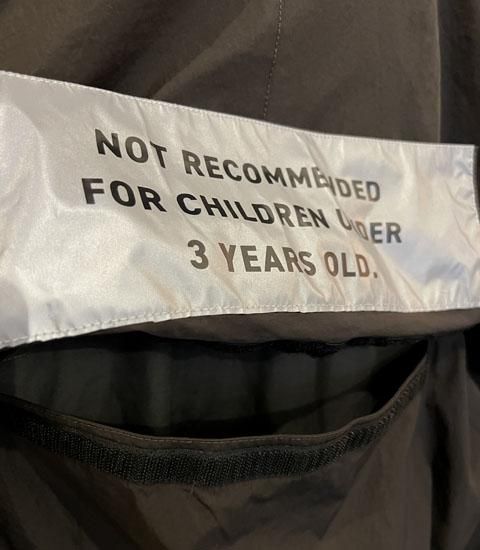 NOT RECOMMENDED
FOR CHILDREN UNDER
3 YEARS OLD.